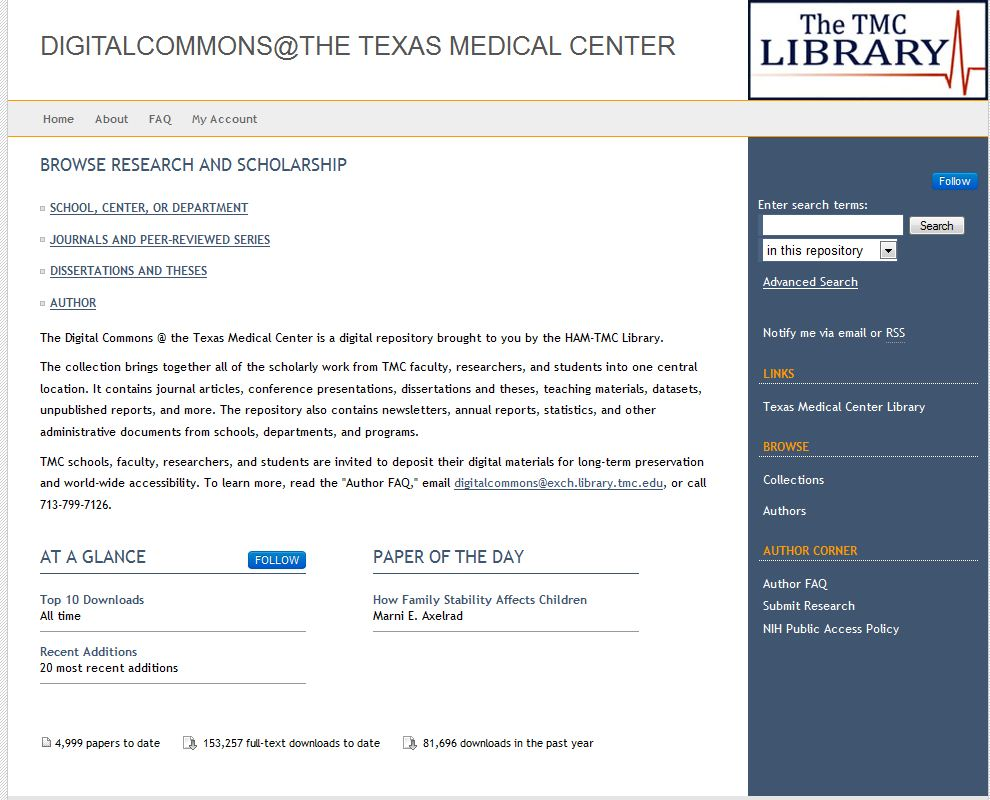 DIGITALCOMMONS@THE TEXAS MEDICAL CENTER
The TMC
LIBRARY
Home
About
FAQ
My Account
BROWSE RESEARCH AND SCHOLARSHIP
SCHOOL, CENTER, OR DEPARTMENT
JOURNALS AND PEER-REVIEWED SERIES
DISSERTATIONS AND THESES
AUTHOR
The Digital Commons @ the Texas Medical Center is a digital repository brought to you by the HAM-TMC Library.
The collection brings together all of the scholarly work from TMC faculty, researchers, and students into one central
location. It contains journal articles, conference presentations, dissertations and theses, teaching materials, datasets,
unpublished reports, and more. The repository also contains newsletters, annual reports, statistics, and other
administrative documents from schools, departments, and programs.
TMC schools, faculty, researchers, and students are invited to deposit their digital materials for long-term preservation
and world-wide accessibility. To learn more, read the "Author FAQ," email digitalcommons@exch.library.tmc.edu, or call
713-799-7126.
AT A GLANCE
FOLLOW
Top 10 Downloads
All time
Recent Additions
20 most recent additions
PAPER OF THE DAY
How Family Stability Affects Children
Marni E. Axelrad
4,999 papers to date
153,257 full-text downloads to date
81,696 downloads in the past year
Follow
Enter search terms:
Search
in this repository
Advanced Search
Notify me via email or RSS
LINKS
Texas Medical Center Library
BROWSE
Collections
Authors
AUTHOR CORNER
Author FAQ
Submit Research
NIH Public Access Policy